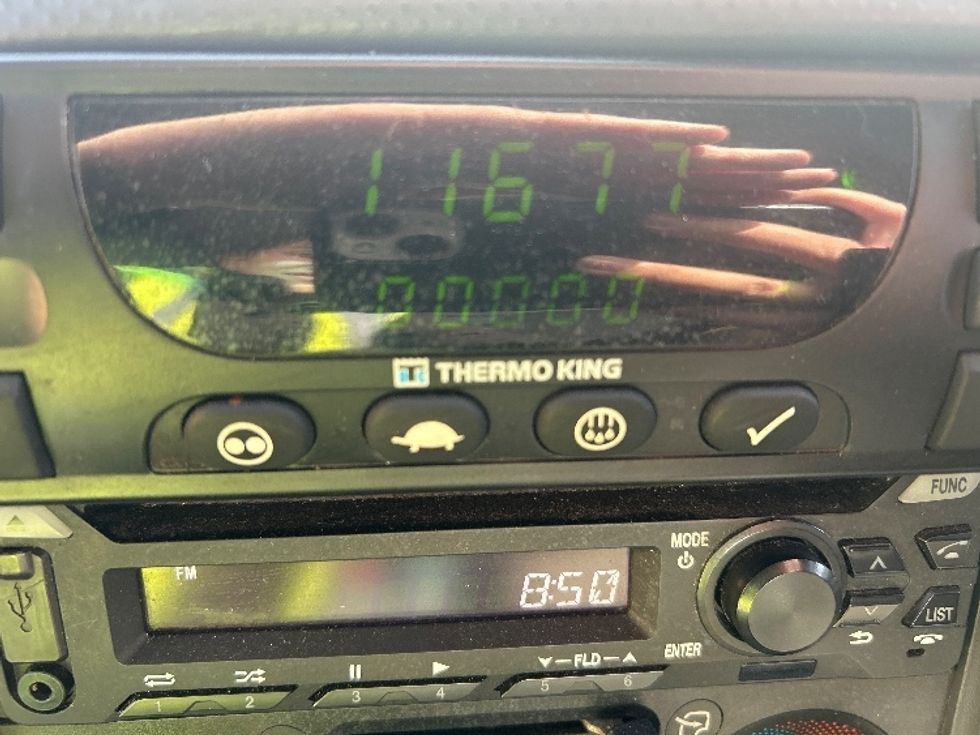 11677
00000
THERMO KING
FUNC
MODE
FM
8:50
LIST
ENTER
FLD
1 2 3 4 5 6